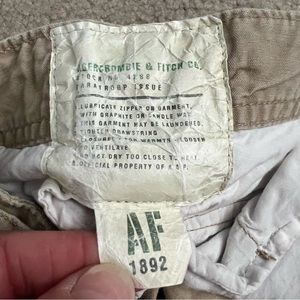 ABERCROMBIE & FITCH CO.
STOCK NO. 4288
PARATROOP ISSUE
LUBRICATE ZIPPER ON GARMENT
WITH GRAPHITE OR CANDLE WAX
THIS GARMENT MAY BE LAUNDERED.
TIGHTEN DRAWSTRING
CLOSURES FOR WARMTH - LOOSEN
TO VENTILATE
DO NOT DRY TOO CLOSE TO HEAT.
OFFICIAL PROPERTY OF A & F.
AF
1892